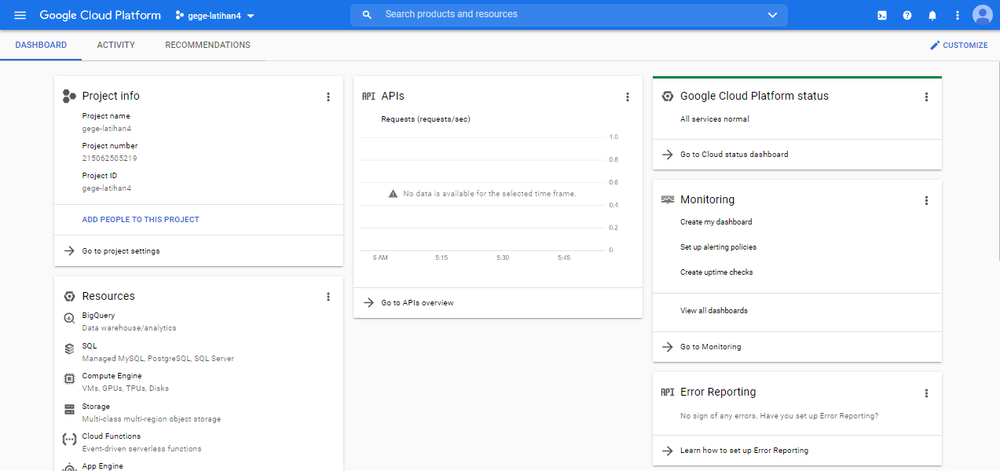 Google Cloud Platform
gege-latihan4
Search products and resources
DASHBOARD
ACTIVITY
RECOMMENDATIONS
CUSTOMIZE
Project info
Project name
gege-latihan4
Project number
215062505219
Project ID
gege-latihan4
ADD PEOPLE TO THIS PROJECT
Go to project settings
Resources
BigQuery
Data warehouse/analytics
SQL
Managed MySQL, PostgreSQL, SQL Server
Compute Engine
VMs, GPUs, TPUs, Disks
Storage
Multi-class multi-region object storage
Cloud Functions
Event-driven serverless functions
App Engine
API APIs
Requests (requests/sec)
1.0
0.8
0.6
No data is available for the selected time frame.
0.4
0.2
0
5 AM
5:15
5:30
5:45
Go to APIs overview
Google Cloud Platform status
All services normal
Go to Cloud status dashboard
Monitoring
Create my dashboard
Set up alerting policies
Create uptime checks
View all dashboards
Go to Monitoring
API Error Reporting
No sign of any errors. Have you set up Error Reporting?
Learn how to set up Error Reporting